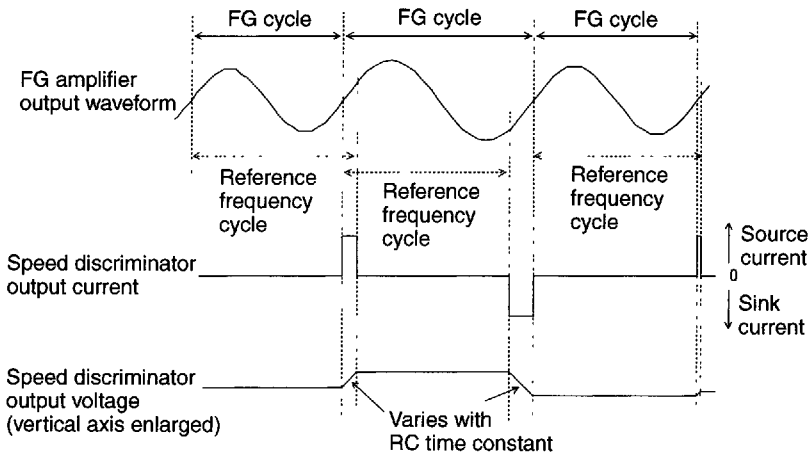 FG cycle
FG cycle
FG cycle
FG amplifier
output waveform
Reference
frequency
cycle
Reference
frequency
cycle
Reference
frequency
cycle
Speed discriminator
output current
Source
current
0
Sink
current
Speed discriminator
output voltage
(vertical axis enlarged)
Varies with
RC time constant